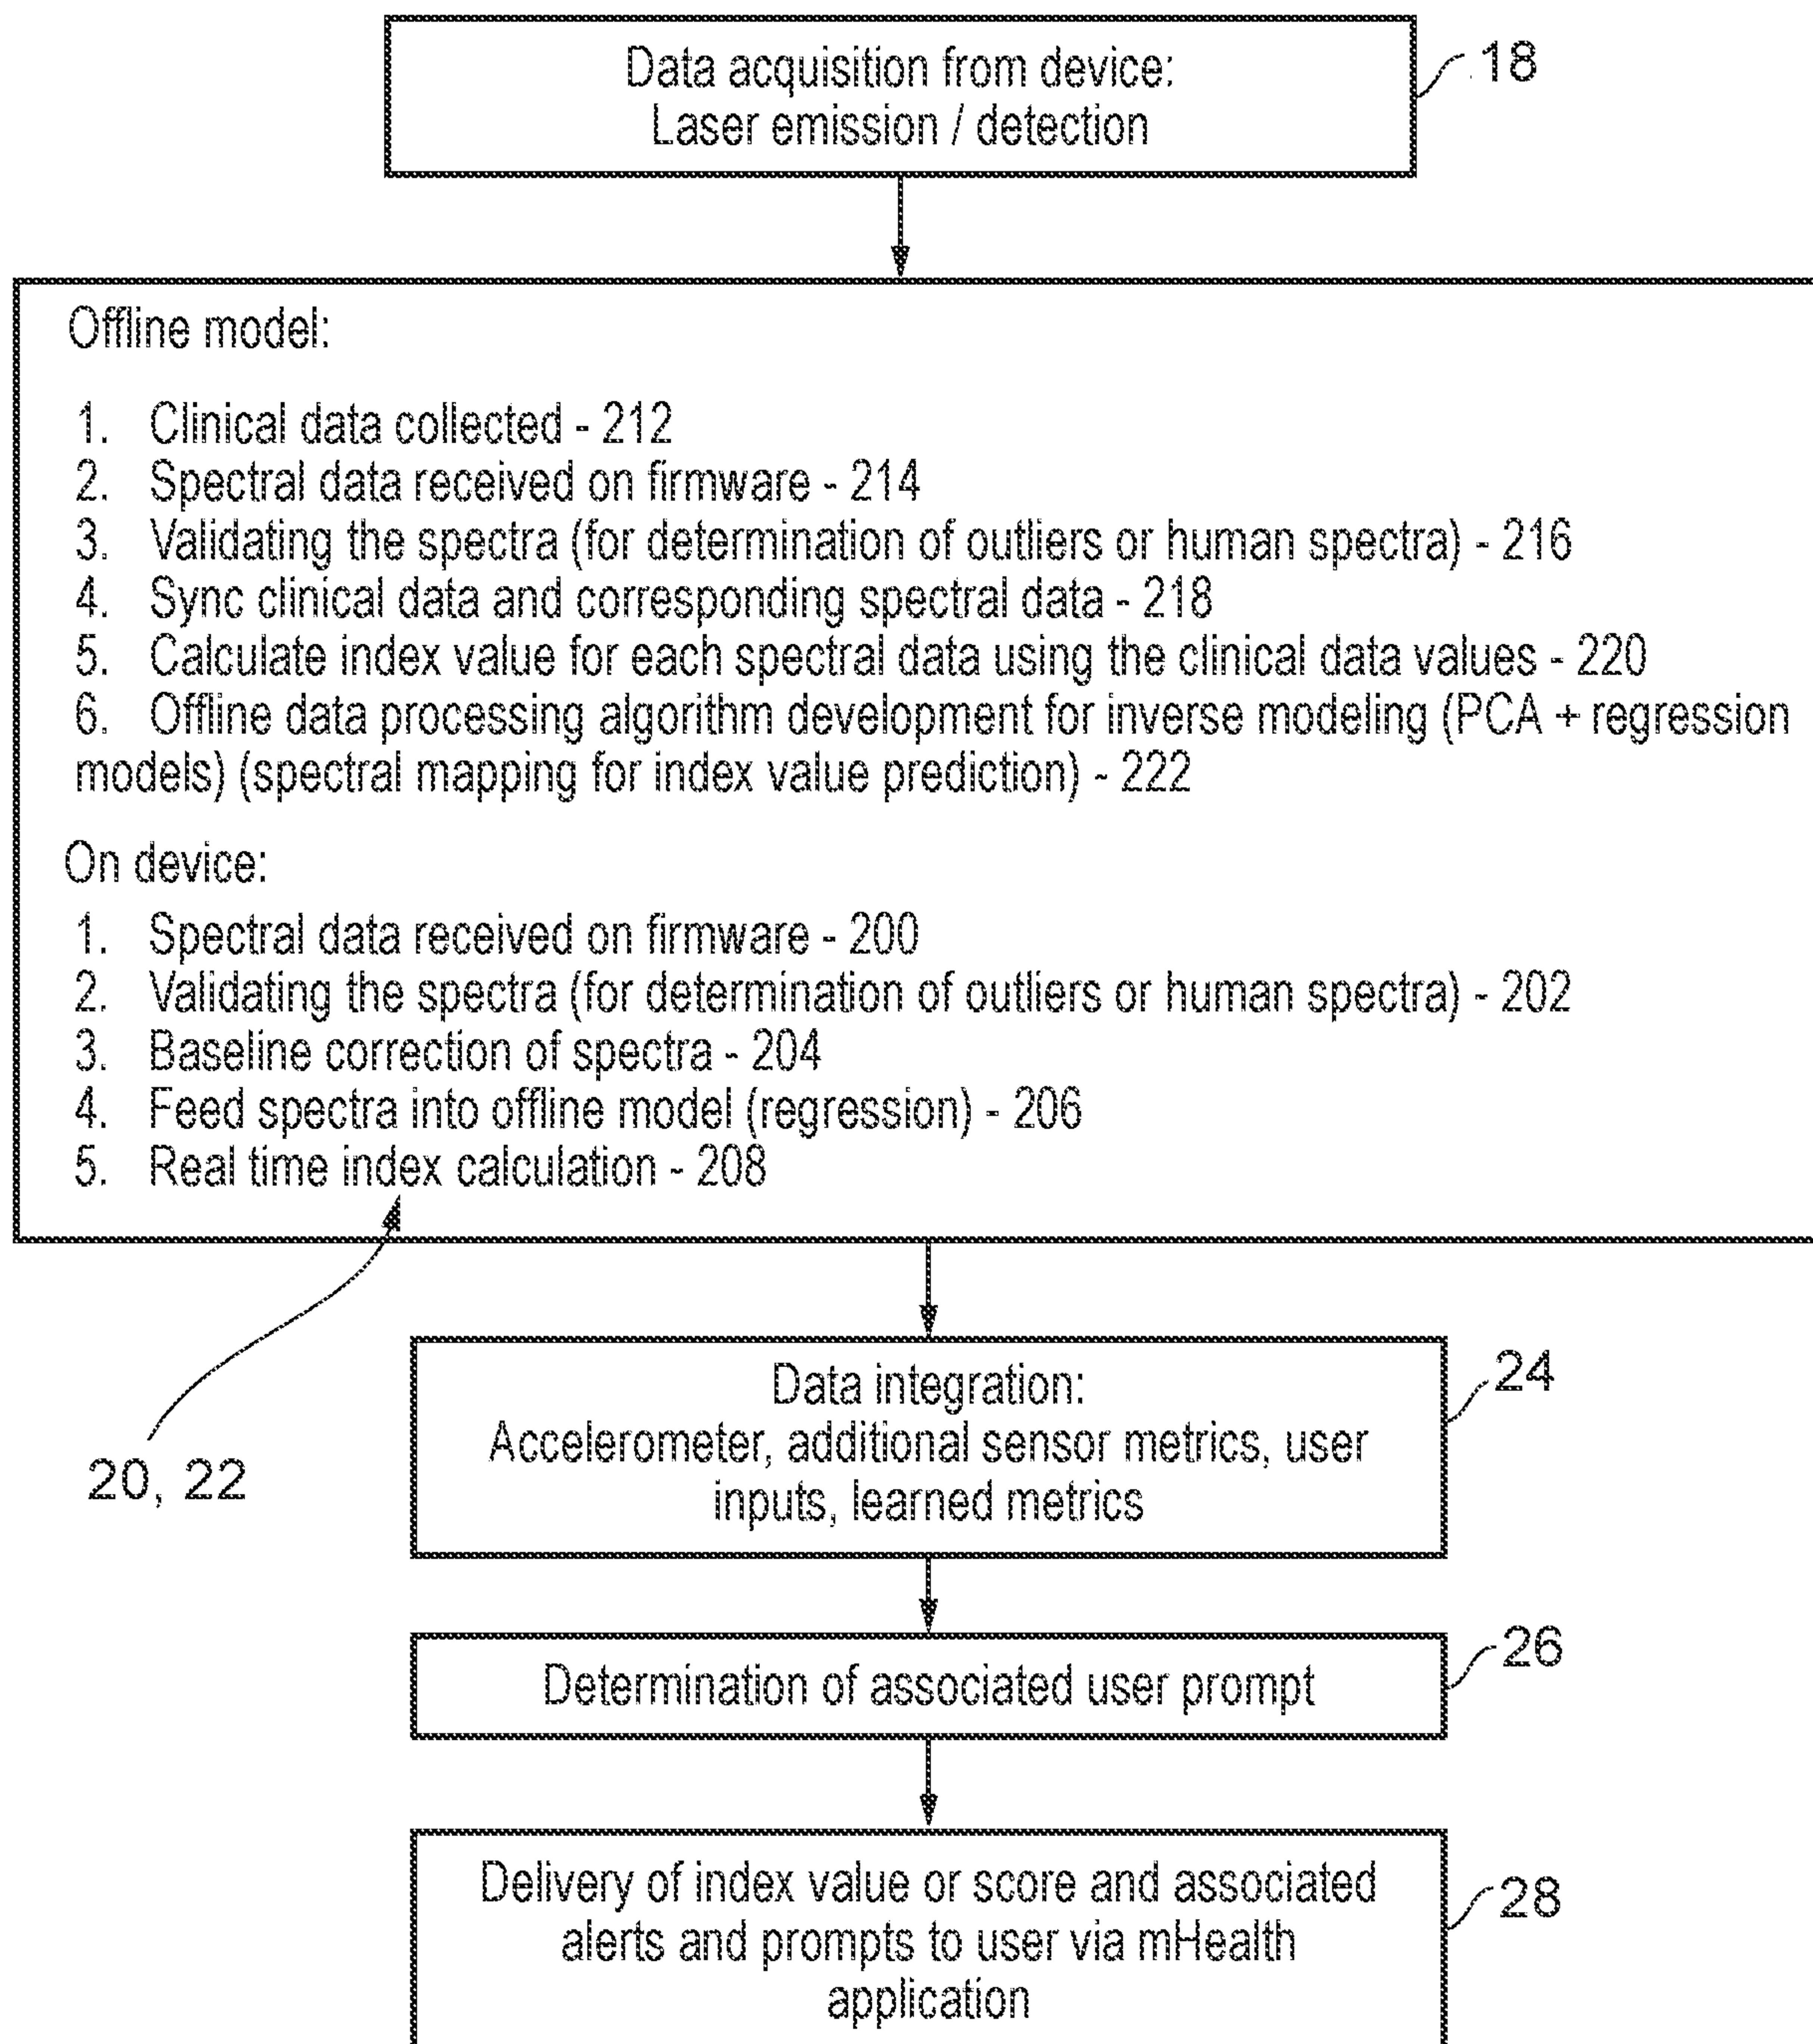 Data acquisition from device:
Laser emission / detection
18
Offline model:
1. Clinical data collected - 212
2. Spectral data received on firmware - 214
3. Validating the spectra (for determination of outliers or human spectra) - 216
4. Sync clinical data and corresponding spectral data - 218
5. Calculate index value for each spectral data using the clinical data values - 220
6. Offline data processing algorithm development for inverse modeling (PCA + regression
models) (spectral mapping for index value prediction) - 222
On device:
1. Spectral data received on firmware - 200
2. Validating the spectra (for determination of outliers or human spectra) - 202
3. Baseline correction of spectra - 204
4. Feed spectra into offline model (regression) - 206
5. Real time index calculation - 208
20, 22
Data integration:
Accelerometer, additional sensor metrics, user
inputs, learned metrics
24
Determination of associated user prompt
26
Delivery of index value or score and associated
alerts and prompts to user via mHealth
application
28